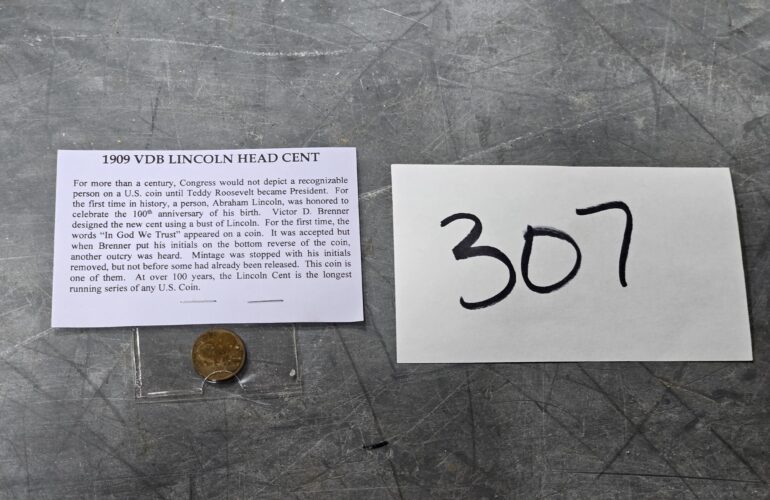 1909 VDB LINCOLN HEAD CENT
For more than a century, Congress would not depict a recognizable
person on a U.S. coin until Teddy Roosevelt became President. For
the first time in history, a person, Abraham Lincoln, was honored to
celebrate the 100th anniversary of his birth. Victor D. Brenner
designed the new cent using a bust of Lincoln. For the first time, the
words “In God We Trust” appeared on a coin. It was accepted but
when Brenner put his initials on the bottom reverse of the coin,
another outcry was heard. Mintage was stopped with his initials
removed, but not before some had already been released. This coin is
one of them. At over 100 years, the Lincoln Cent is the longest
running series of any U.S. Coin.
307